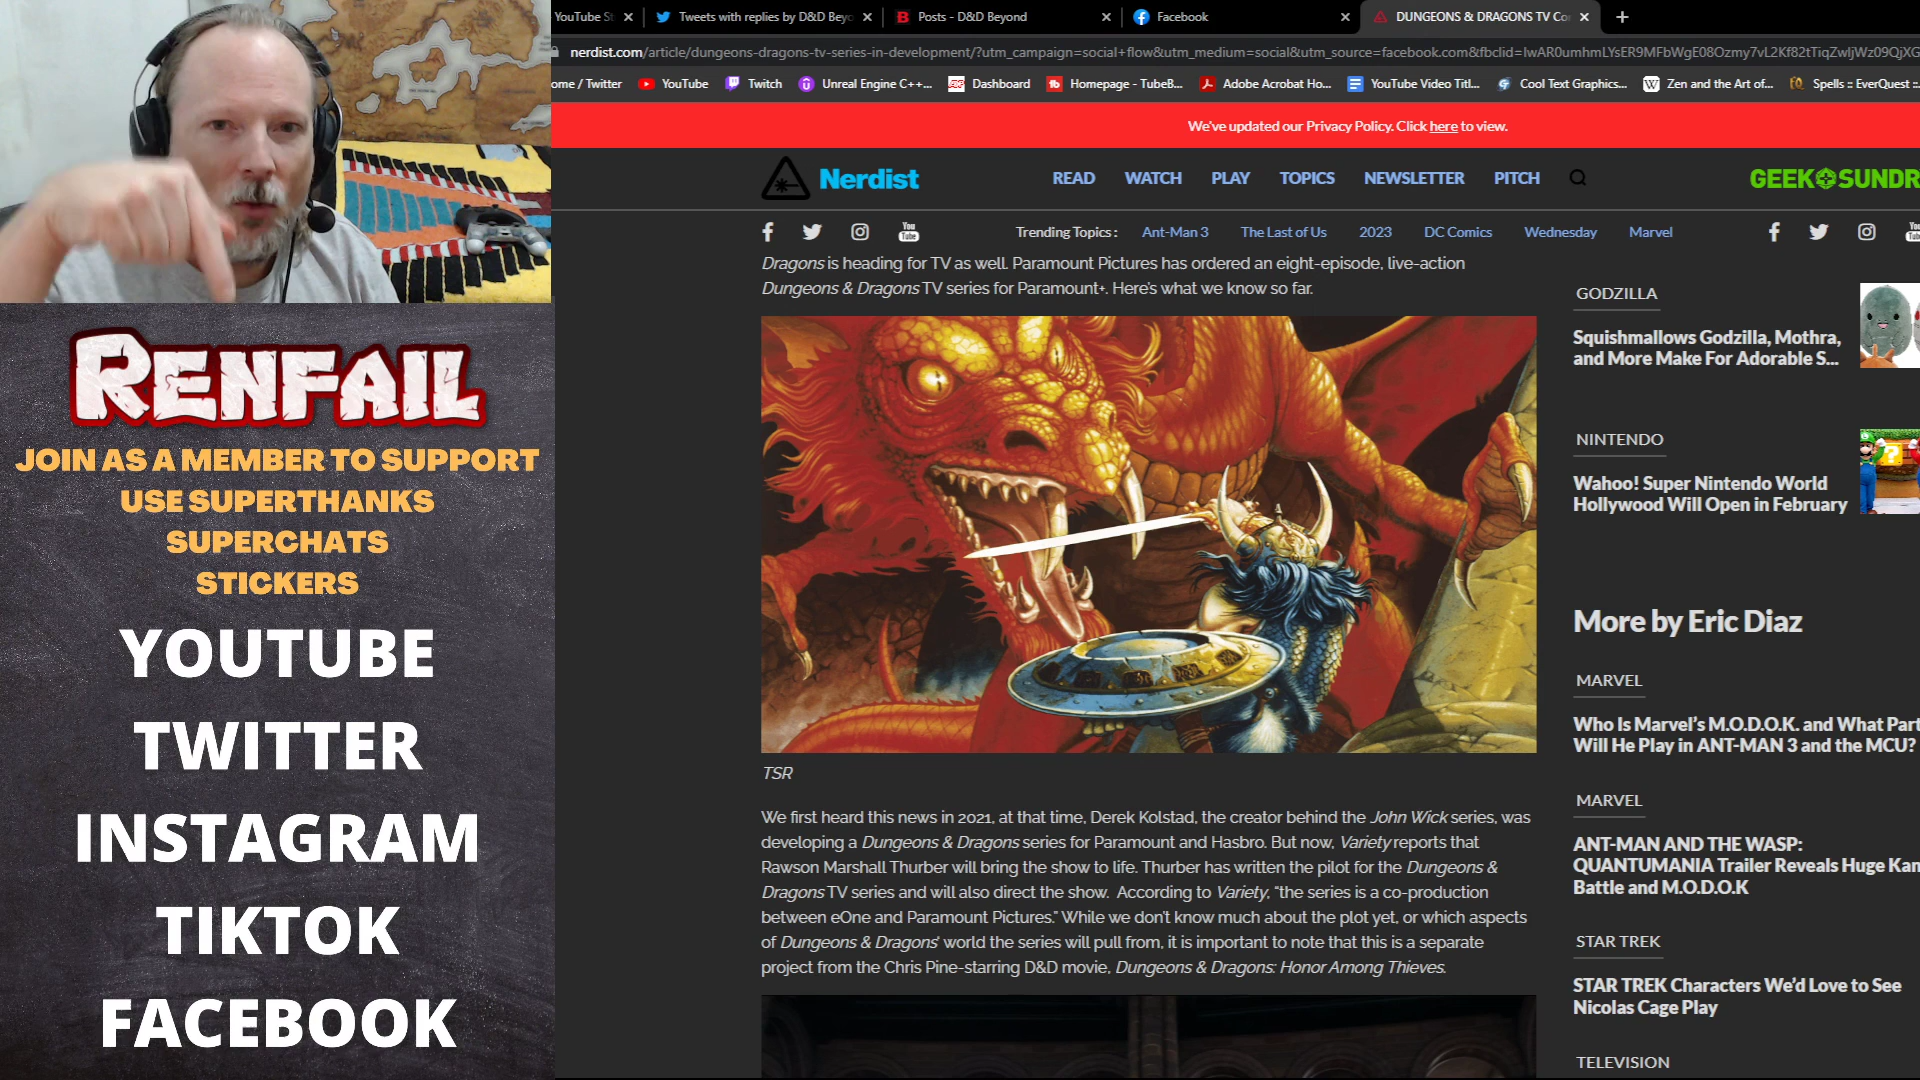 YouTube St
Tweets with replies by D&D Beyo
Posts - D&D Beyond
Facebook
DUNGEONS & DRAGONS TV Co
nerdist.com/article/dungeons-dragons-tv-series-in-development/?utm_campaign=social+flow&utm_medium=social&utm_source=facebook.com&fbclid=
ome / Twitter
YouTube
Twitch
Unreal Engine C++...
Dashboard
Homepage - TubeB...
Adobe Acrobat Ho...
YouTube Video Titl...
Cool Text Graphics...
Zen and the Art of...
Spells :: EverQuest ::
We've updated our Privacy Policy. Click here to view.
Nerdist
READ
WATCH
PLAY
TOPICS
NEWSLETTER
PITCH
GEEK SUNDR
Trending Topics:
Ant-Man 3
The Last of Us
2023
DC Comics
Wednesday
Marvel
Dragons is heading for TV as well. Paramount Pictures has ordered an eight-episode, live-action
Dungeons & Dragons TV series for Paramount+. Here's what we know so far.
TSR
We first heard this news in 2021, at that time, Derek Kolstad, the creator behind the John Wick series, was
developing a Dungeons & Dragons series for Paramount and Hasbro. But now, Variety reports that
Rawson Marshall Thurber will bring the show to life. Thurber has written the pilot for the Dungeons &
Dragons TV series and will also direct the show. According to Variety, "the series is a co-production
between eOne and Paramount Pictures." While we don't know much about the plot yet, or which aspects
of Dungeons & Dragons' world the series will pull from, it is important to note that this is a separate
project from the Chris Pine-starring D&D movie, Dungeons & Dragons: Honor Among Thieves.
GODZILLA
Squishmallows Godzilla, Mothra,
and More Make For Adorable S...
NINTENDO
Wahoo! Super Nintendo World
Hollywood Will Open in February
More by Eric Diaz
MARVEL
Who Is Marvel's M.O.D.O.K. and What Part
Will He Play in ANT-MAN 3 and the MCU?
MARVEL
ANT-MAN AND THE WASP:
QUANTUMANIA Trailer Reveals Huge Kan
Battle and M.O.D.O.K
STAR TREK
STAR TREK Characters We'd Love to See
Nicolas Cage Play
TELEVISION
RENFAIL
JOIN AS A MEMBER TO SUPPORT
USE SUPERTHANKS
SUPERCHATS
STICKERS
YOUTUBE
TWITTER
INSTAGRAM
TIKTOK
FACEBOOK